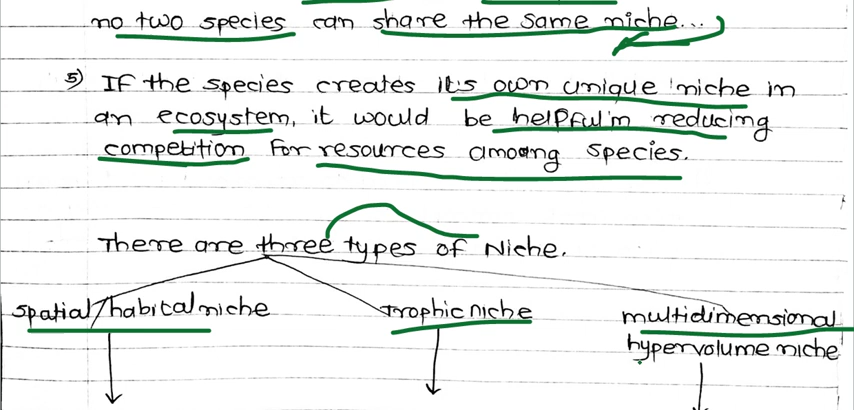 no two species can share the same niche...
5) If the species creates its own unique niche in
an ecosystem, it would be helpful in reducing
competition for resources amoang species.
There are three types of Niche.
spatial/habital niche
trophic niche
multidimensional
hypervolume niche